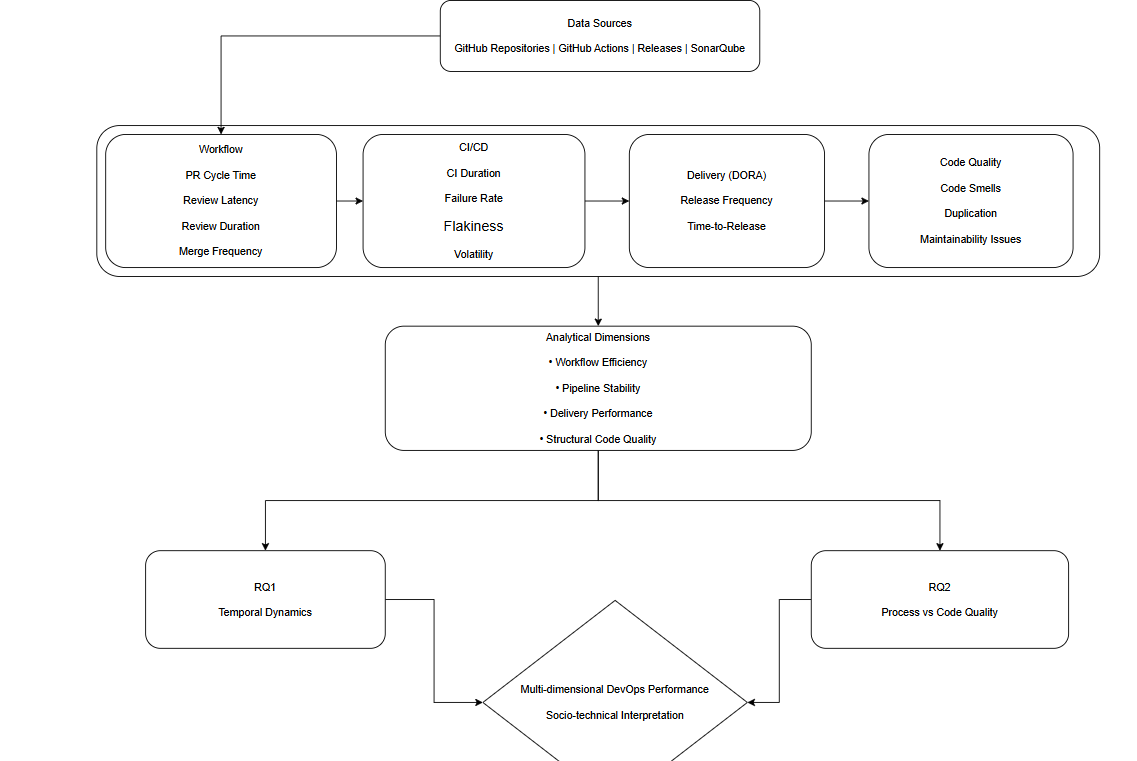 Data Sources
GitHub Repositories | GitHub Actions | Releases | SonarQube
Workflow
PR Cycle Time
Review Latency
Review Duration
Merge Frequency
CI/CD
CI Duration
Failure Rate
Flakiness
Volatility
Delivery (DORA)
Release Frequency
Time-to-Release
Code Quality
Code Smells
Duplication
Maintainability Issues
Analytical Dimensions
• Workflow Efficiency
• Pipeline Stability
• Delivery Performance
• Structural Code Quality
RQ1
Temporal Dynamics
RQ2
Process vs Code Quality
Multi-dimensional DevOps Performance
Socio-technical Interpretation